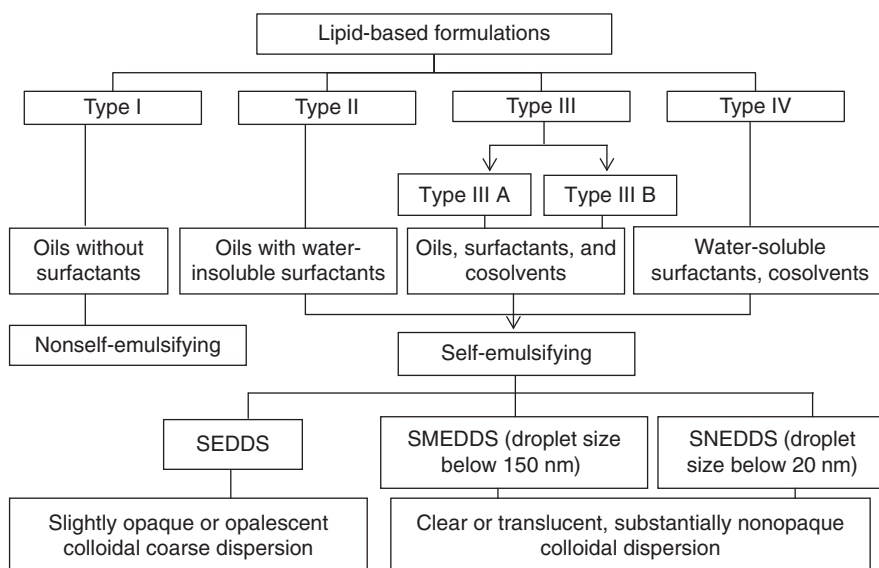 Lipid-based formulations
Type I
Type II
Type III
Type IV
Type III A
Type III B
Oils without
surfactants
Oils with water-
insoluble surfactants
Oils, surfactants, and
cosolvents
Water-soluble
surfactants, cosolvents
Nonself-emulsifying
Self-emulsifying
SEDDS
SMEDDS (droplet size
below 150 nm)
SNEDDS (droplet
size below 20 nm)
Slightly opaque or opalescent
colloidal coarse dispersion
Clear or translucent, substantially nonopaque
colloidal dispersion